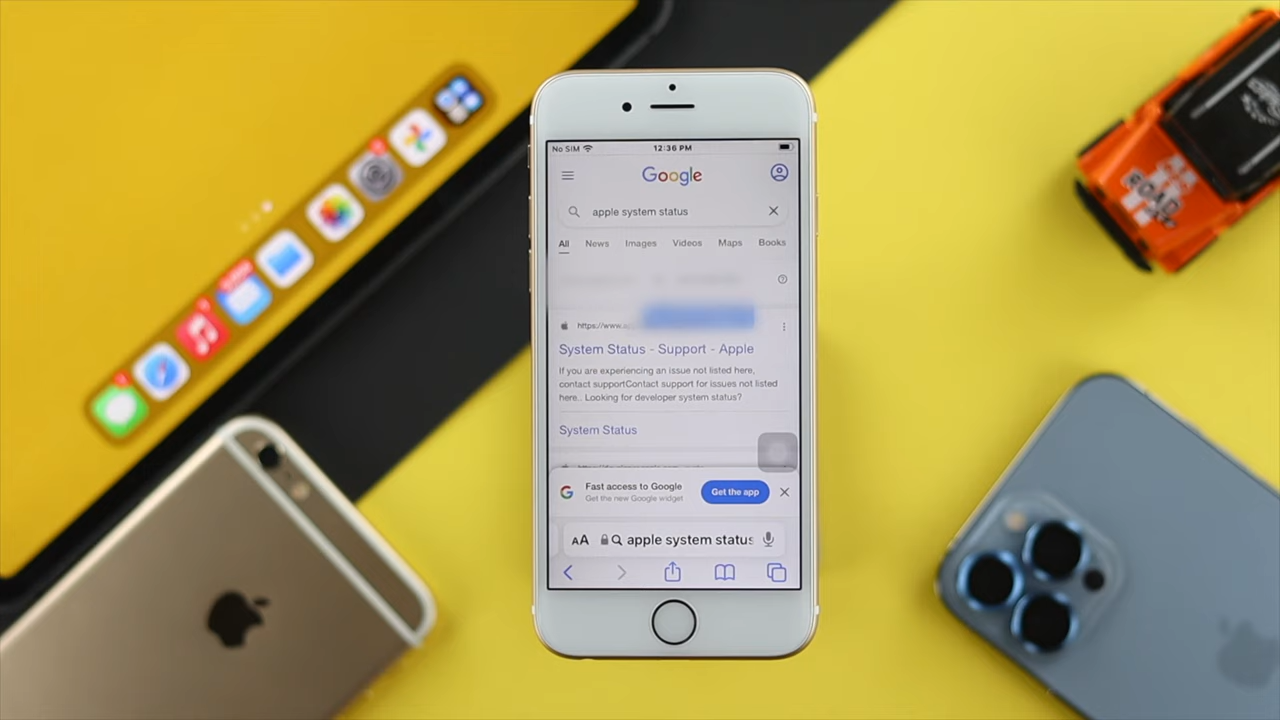 No SIM 12:36 PM
Google
apple system status
All News Images Videos Maps Books
https://www.
System Status - Support - Apple
If you are experiencing an issue not listed here,
contact supportContact support for issues not listed
here.. Looking for developer system status?
System Status
Fast access to Google
Get the new Google widget
Get the app
AA apple system status
ROAD